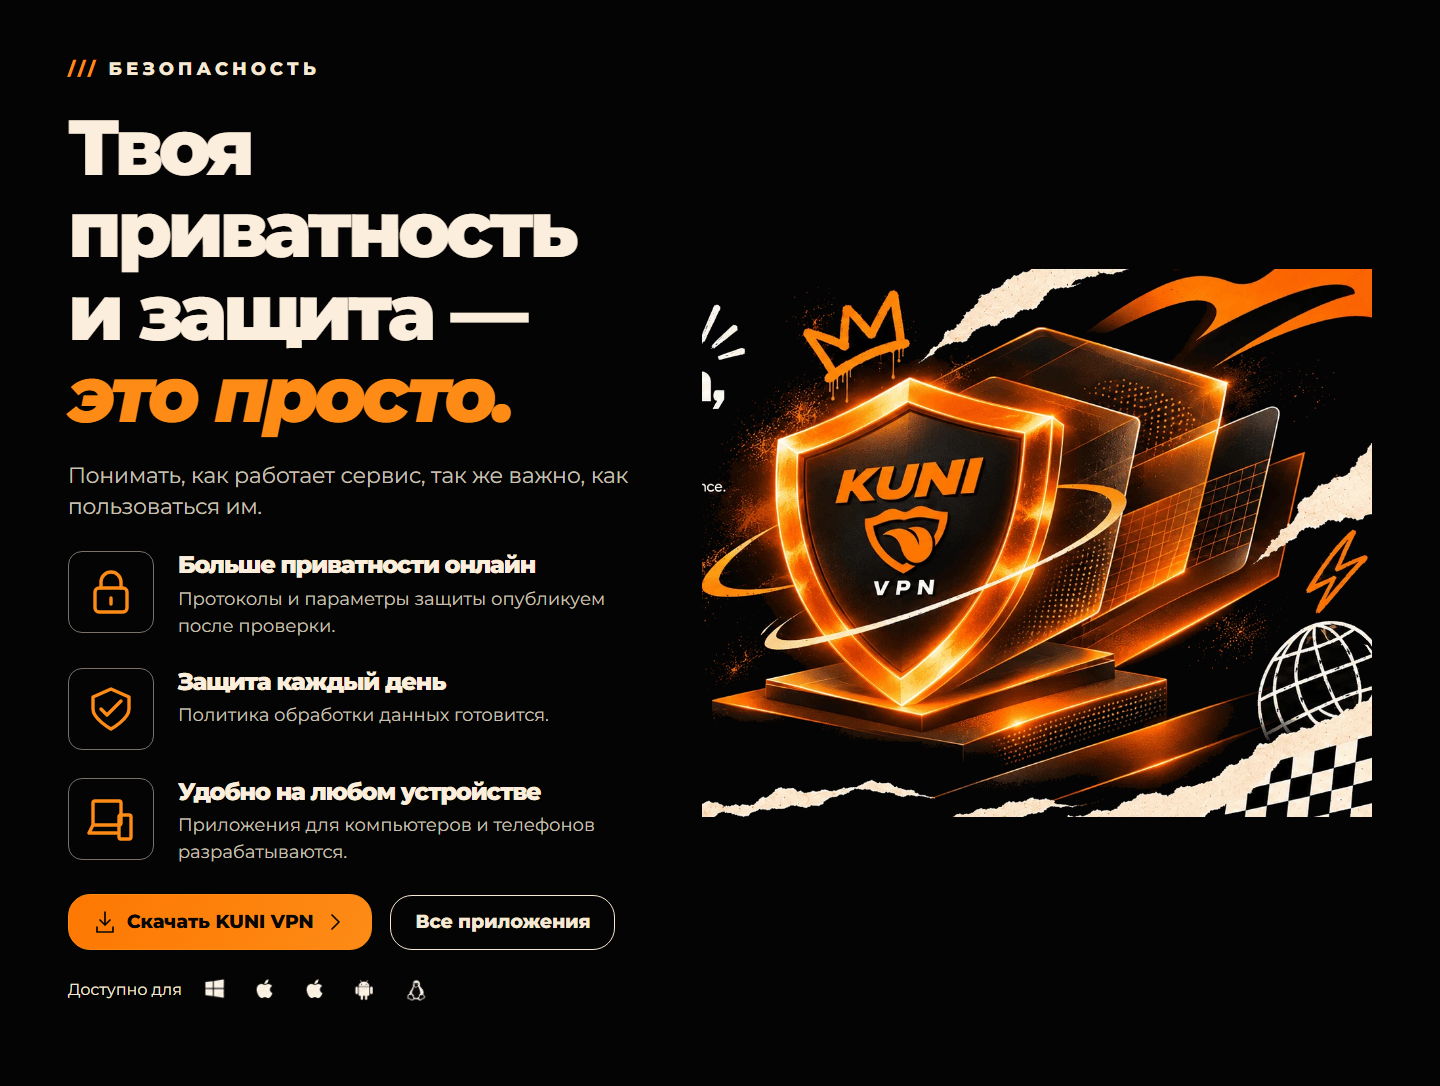 /// БЕЗОПАСНОСТЬ
Твоя
приватность
и защита —
это просто.
Понимать, как работает сервис, так же важно, как
пользоваться им.
Больше приватности онлайн
Протоколы и параметры защиты опубликуем
после проверки.
Защита каждый день
Политика обработки данных готовится.
Удобно на любом устройстве
Приложения для компьютеров и телефонов
разрабатываются.
Скачать KUNI VPN
Все приложения
Доступно для
KUNI
VPN